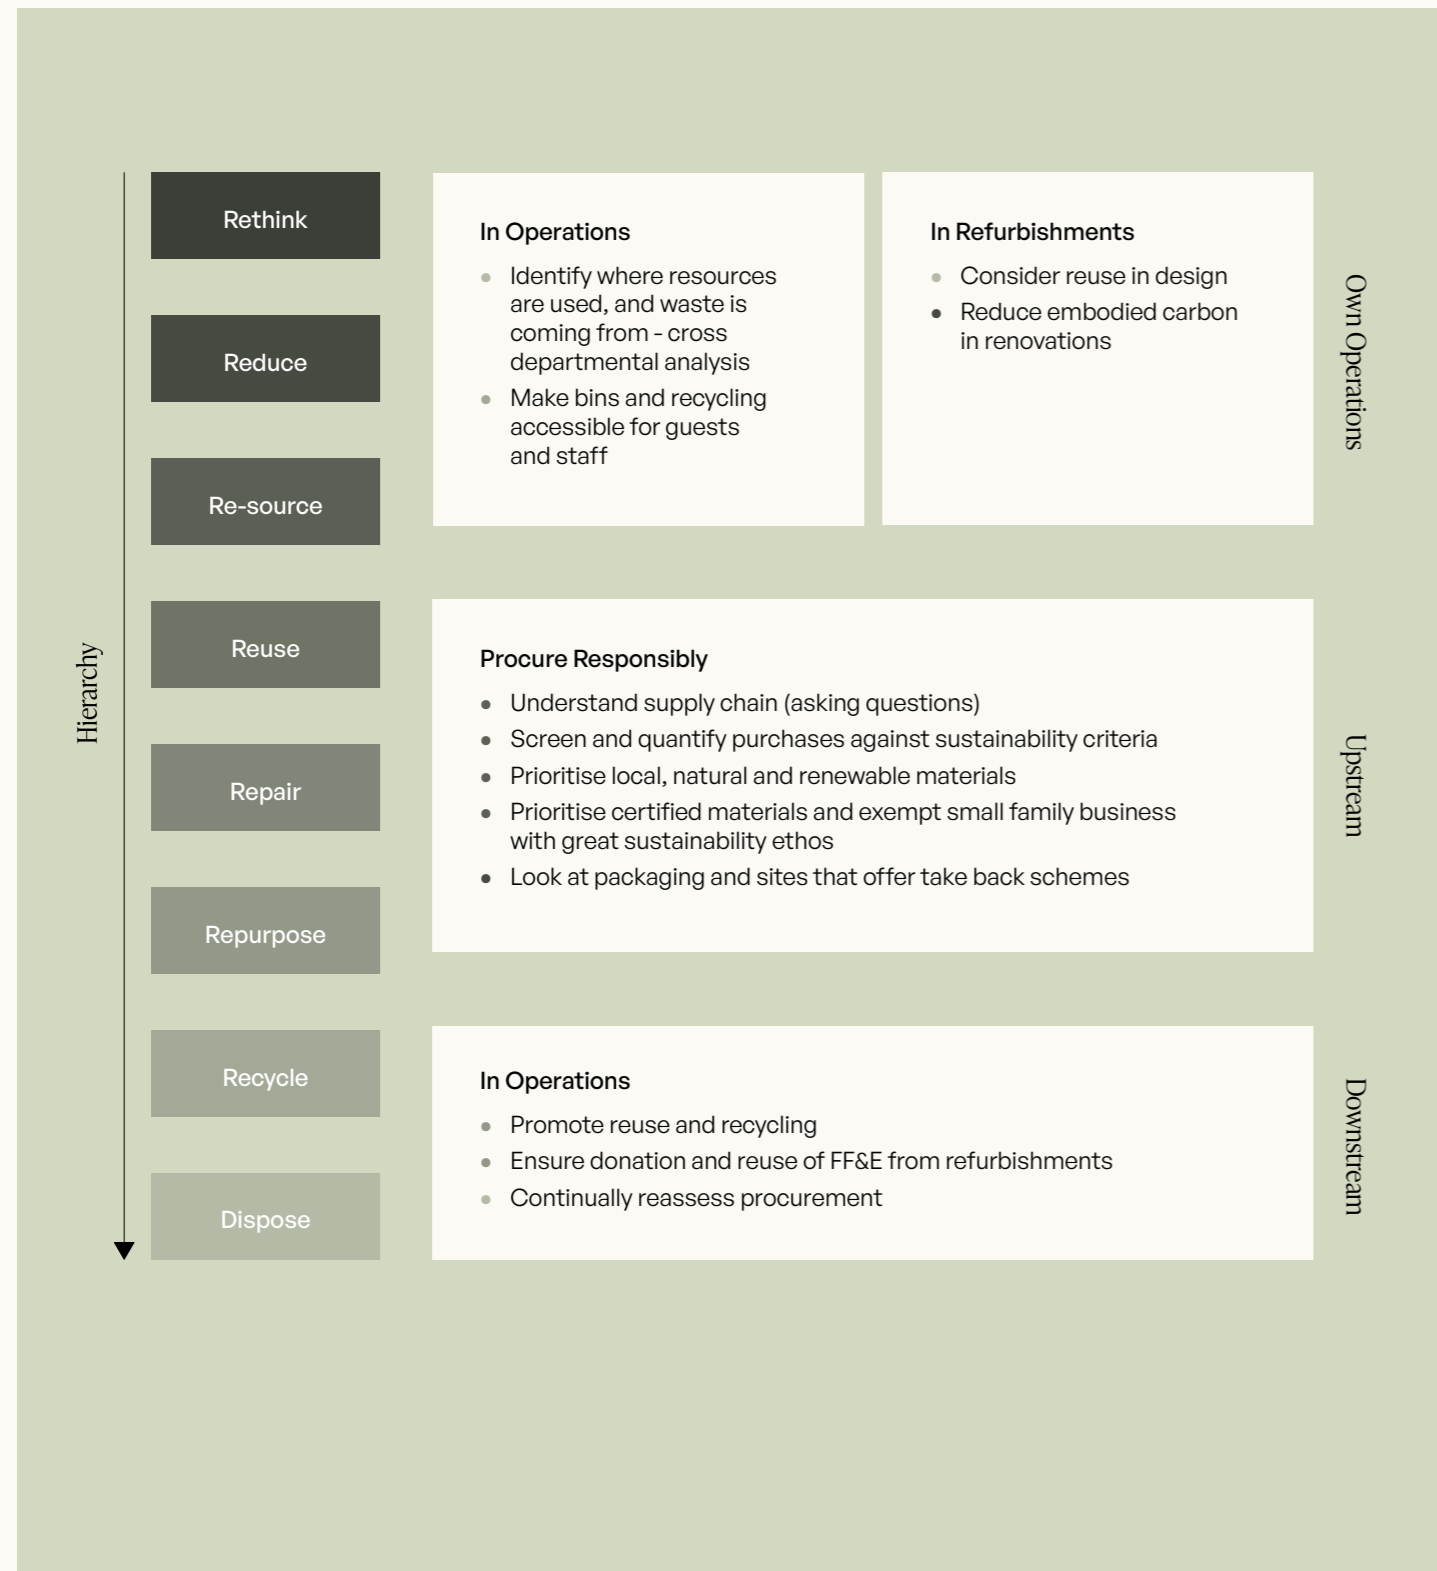 Hierarchy
Rethink
Reduce
Re-source
Reuse
Repair
Repurpose
Recycle
Dispose
In Operations
Identify where resources
are used, and waste is
coming from - cross
departmental analysis
Make bins and recycling
accessible for guests
and staff
In Refurbishments
Consider reuse in design
Reduce embodied carbon
in renovations
Own Operations
Procure Responsibly
Understand supply chain (asking questions)
Screen and quantify purchases against sustainability criteria
Prioritise local, natural and renewable materials
Prioritise certified materials and exempt small family business
with great sustainability ethos
Look at packaging and sites that offer take back schemes
Upstream
In Operations
Promote reuse and recycling
Ensure donation and reuse of FF&E from refurbishments
Continually reassess procurement
Downstream